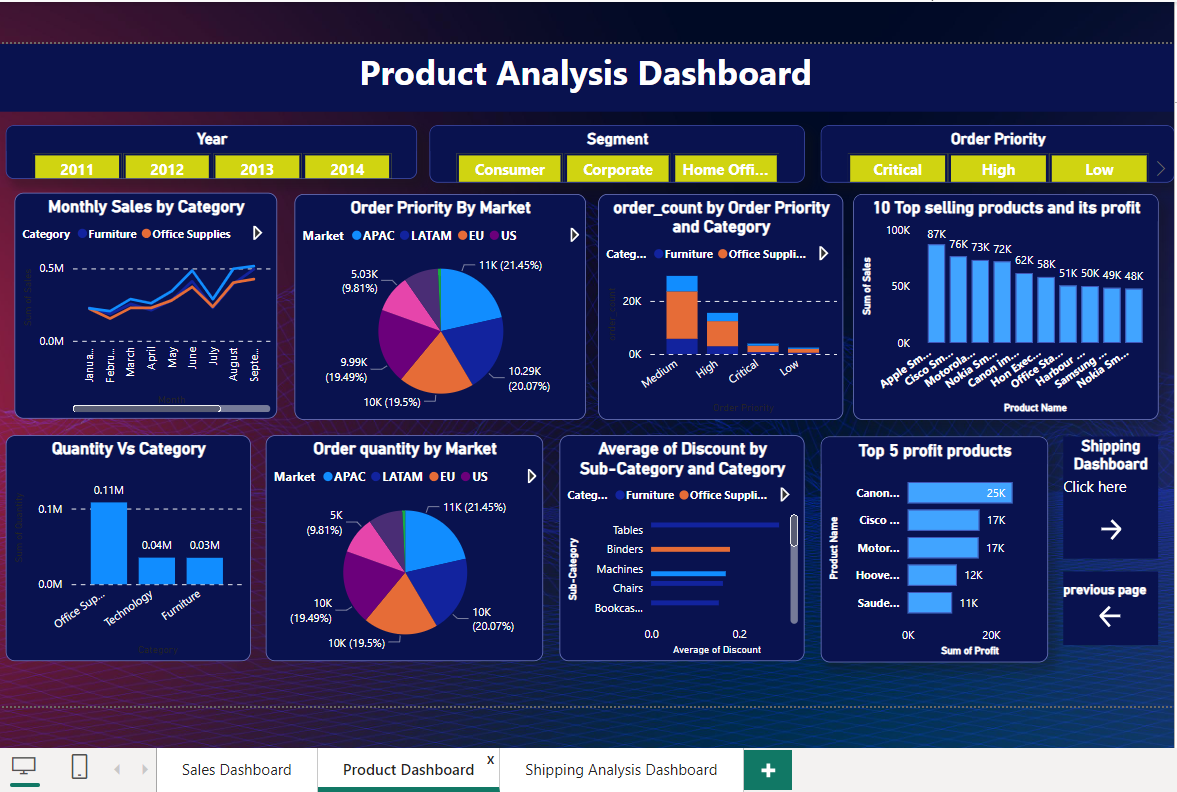 Product Analysis Dashboard
Year
2011
2012
2013
2014
Segment
Consumer
Corporate
Home Offi...
Order Priority
Critical
High
Low
Monthly Sales by Category
Category Furniture Office Supplies
Sum of Sales
0.5M
0.0M
Janua...
Febru...
March
April
May
June
July
August
Septe...
Month
Order Priority By Market
Market APAC LATAM EU US
11K (21.45%)
10.29K
(20.07%)
10K (19.5%)
9.99K
(19.49%)
5.03K
(9.81%)
order_count by Order Priority
and Category
Categ... Furniture Office Suppli...
order_count
20K
0K
Medium
High
Critical
Low
Order Priority
10 Top selling products and its profit
Sum of Sales
100K
50K
0K
87K
76K
73K
72K
62K
58K
51K
50K
49K
48K
Apple Sm...
Cisco Sm...
Motorola...
Nokia Sm...
Canon im...
Hon Exec...
Office Sta...
Harbour ...
Samsung ...
Nokia Sm...
Product Name
Quantity Vs Category
Sum of Quantity
0.1M
0.0M
0.11M
0.04M
0.03M
Office Sup...
Technology
Furniture
Category
Order quantity by Market
Market APAC LATAM EU US
11K (21.45%)
10K
(20.07%)
10K (19.5%)
10K
(19.49%)
5K
(9.81%)
Average of Discount by
Sub-Category and Category
Categ... Furniture Office Suppli...
Sub-Category
Tables
Binders
Machines
Chairs
Bookcas...
0.0
0.2
Average of Discount
Top 5 profit products
Product Name
Canon... 25K
Cisco ... 17K
Motor... 17K
Hoove... 12K
Saude... 11K
0K
20K
Sum of Profit
Shipping
Dashboard
Click here
previous page
Sales Dashboard
Product Dashboard
x
Shipping Analysis Dashboard